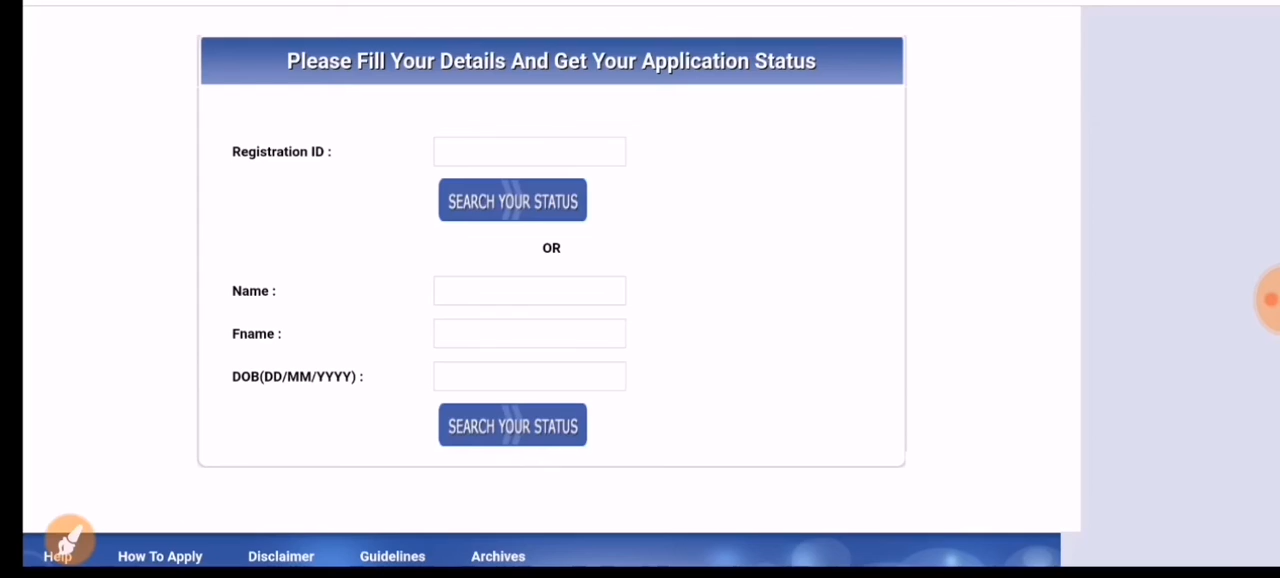 Please Fill Your Details And Get Your Application Status
Registration ID :
SEARCH YOUR STATUS
OR
Name :
Fname :
DOB(DD/MM/YYYY) :
SEARCH YOUR STATUS
Help How To Apply Disclaimer Guidelines Archives